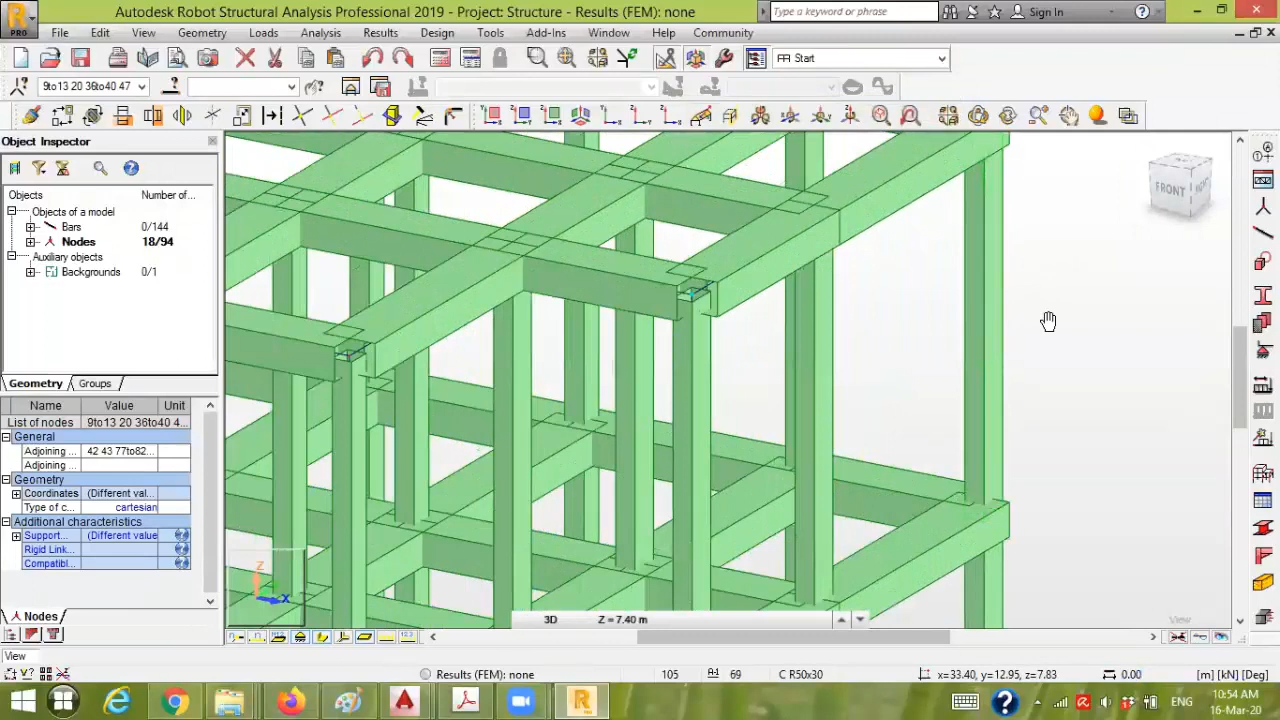 Autodesk Robot Structural Analysis Professional 2019 - Project: Structure - Results (FEM): none
Type a keyword or phrase
Sign In
PRO
File Edit View Geometry Loads Analysis Results Design Tools Add-Ins Window Help Community
Start
9to13 20 36to40 47
Object Inspector
Objects Number of...
Objects of a model
Bars 0/144
Nodes 18/94
Auxiliary objects
Backgrounds 0/1
FRONT
Geometry Groups
Name Value Unit
List of nodes 9to13 20 36to40 4...
General
Adjoining ... 42 43 77to82...
Adjoining ...
Geometry
Coordinates (Different val...
Type of c... cartesian
Additional characteristics
Support... (Different value
Rigid Link...
Compatibl...
Z
X
Nodes
3D Z = 7.40 m
View
View
Results (FEM): none 105 69 C R50x30 x=33.40, y=12.95, z=7.83 0.00 [m] [kN] [Deg]
ENG
10:54 AM
16-Mar-20